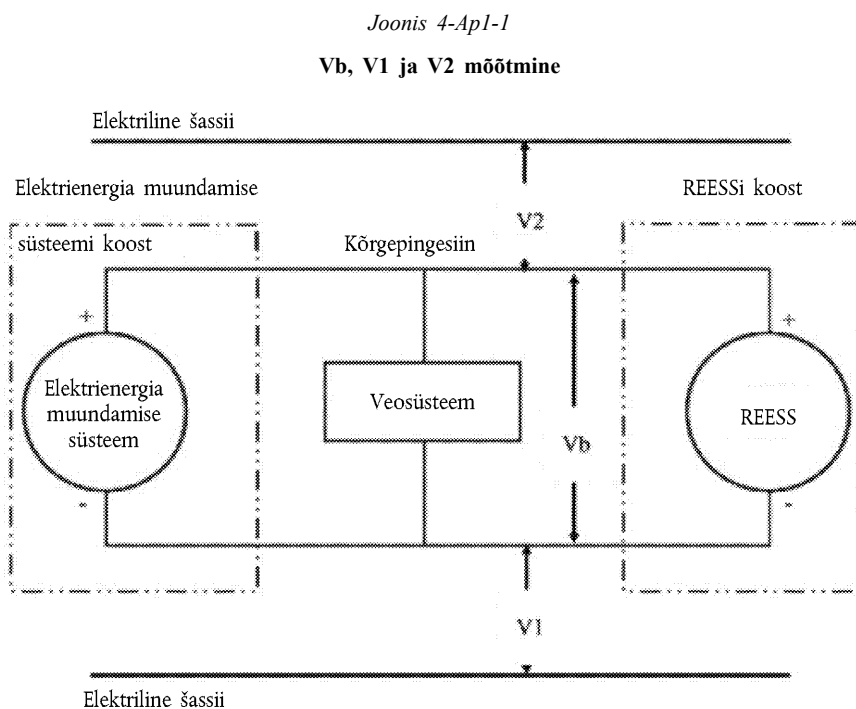 Joonis 4-Ap1-1
Vb, V1 ja V2 mõõtmine
Elektriline šassii
Elektrienergia muundamise
REESSi koost
V2
süsteemi koost
Kõrgepingesiin
+
+
Elektrienergia
muundamise
süsteem
Veosüsteem
REESS
Vb
-
-
V1
Elektriline šassii